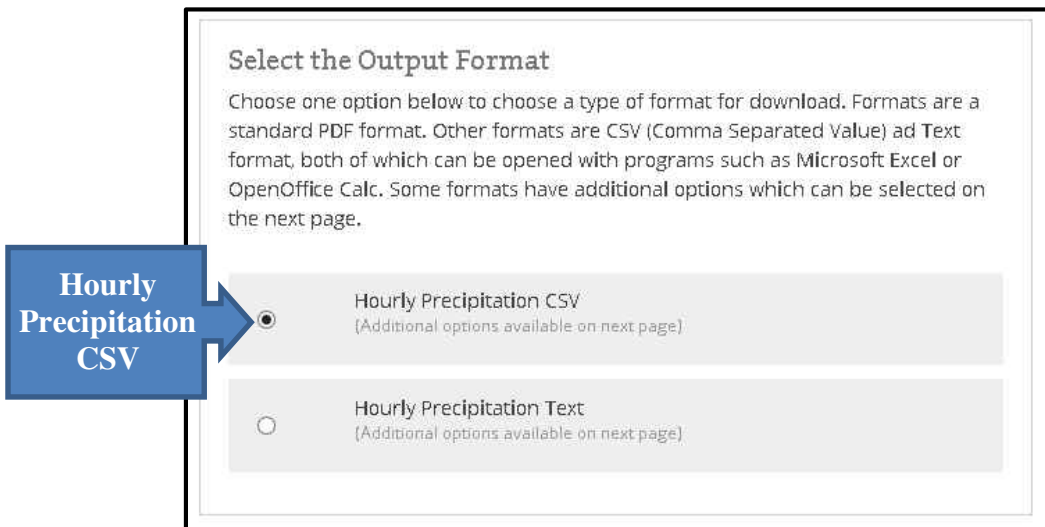 Select the Output Format
Choose one option below to choose a type of format for download. Formats are a
standard PDF format. Other formats are CSV (Comma Separated Value) ad Text
format, both of which can be opened with programs such as Microsoft Excel or
OpenOffice Calc. Some formats have additional options which can be selected on
the next page.
Hourly
Precipitation
CSV
Hourly Precipitation CSV
(Additional options available on next page)
Hourly Precipitation Text
(Additional options available on next page)